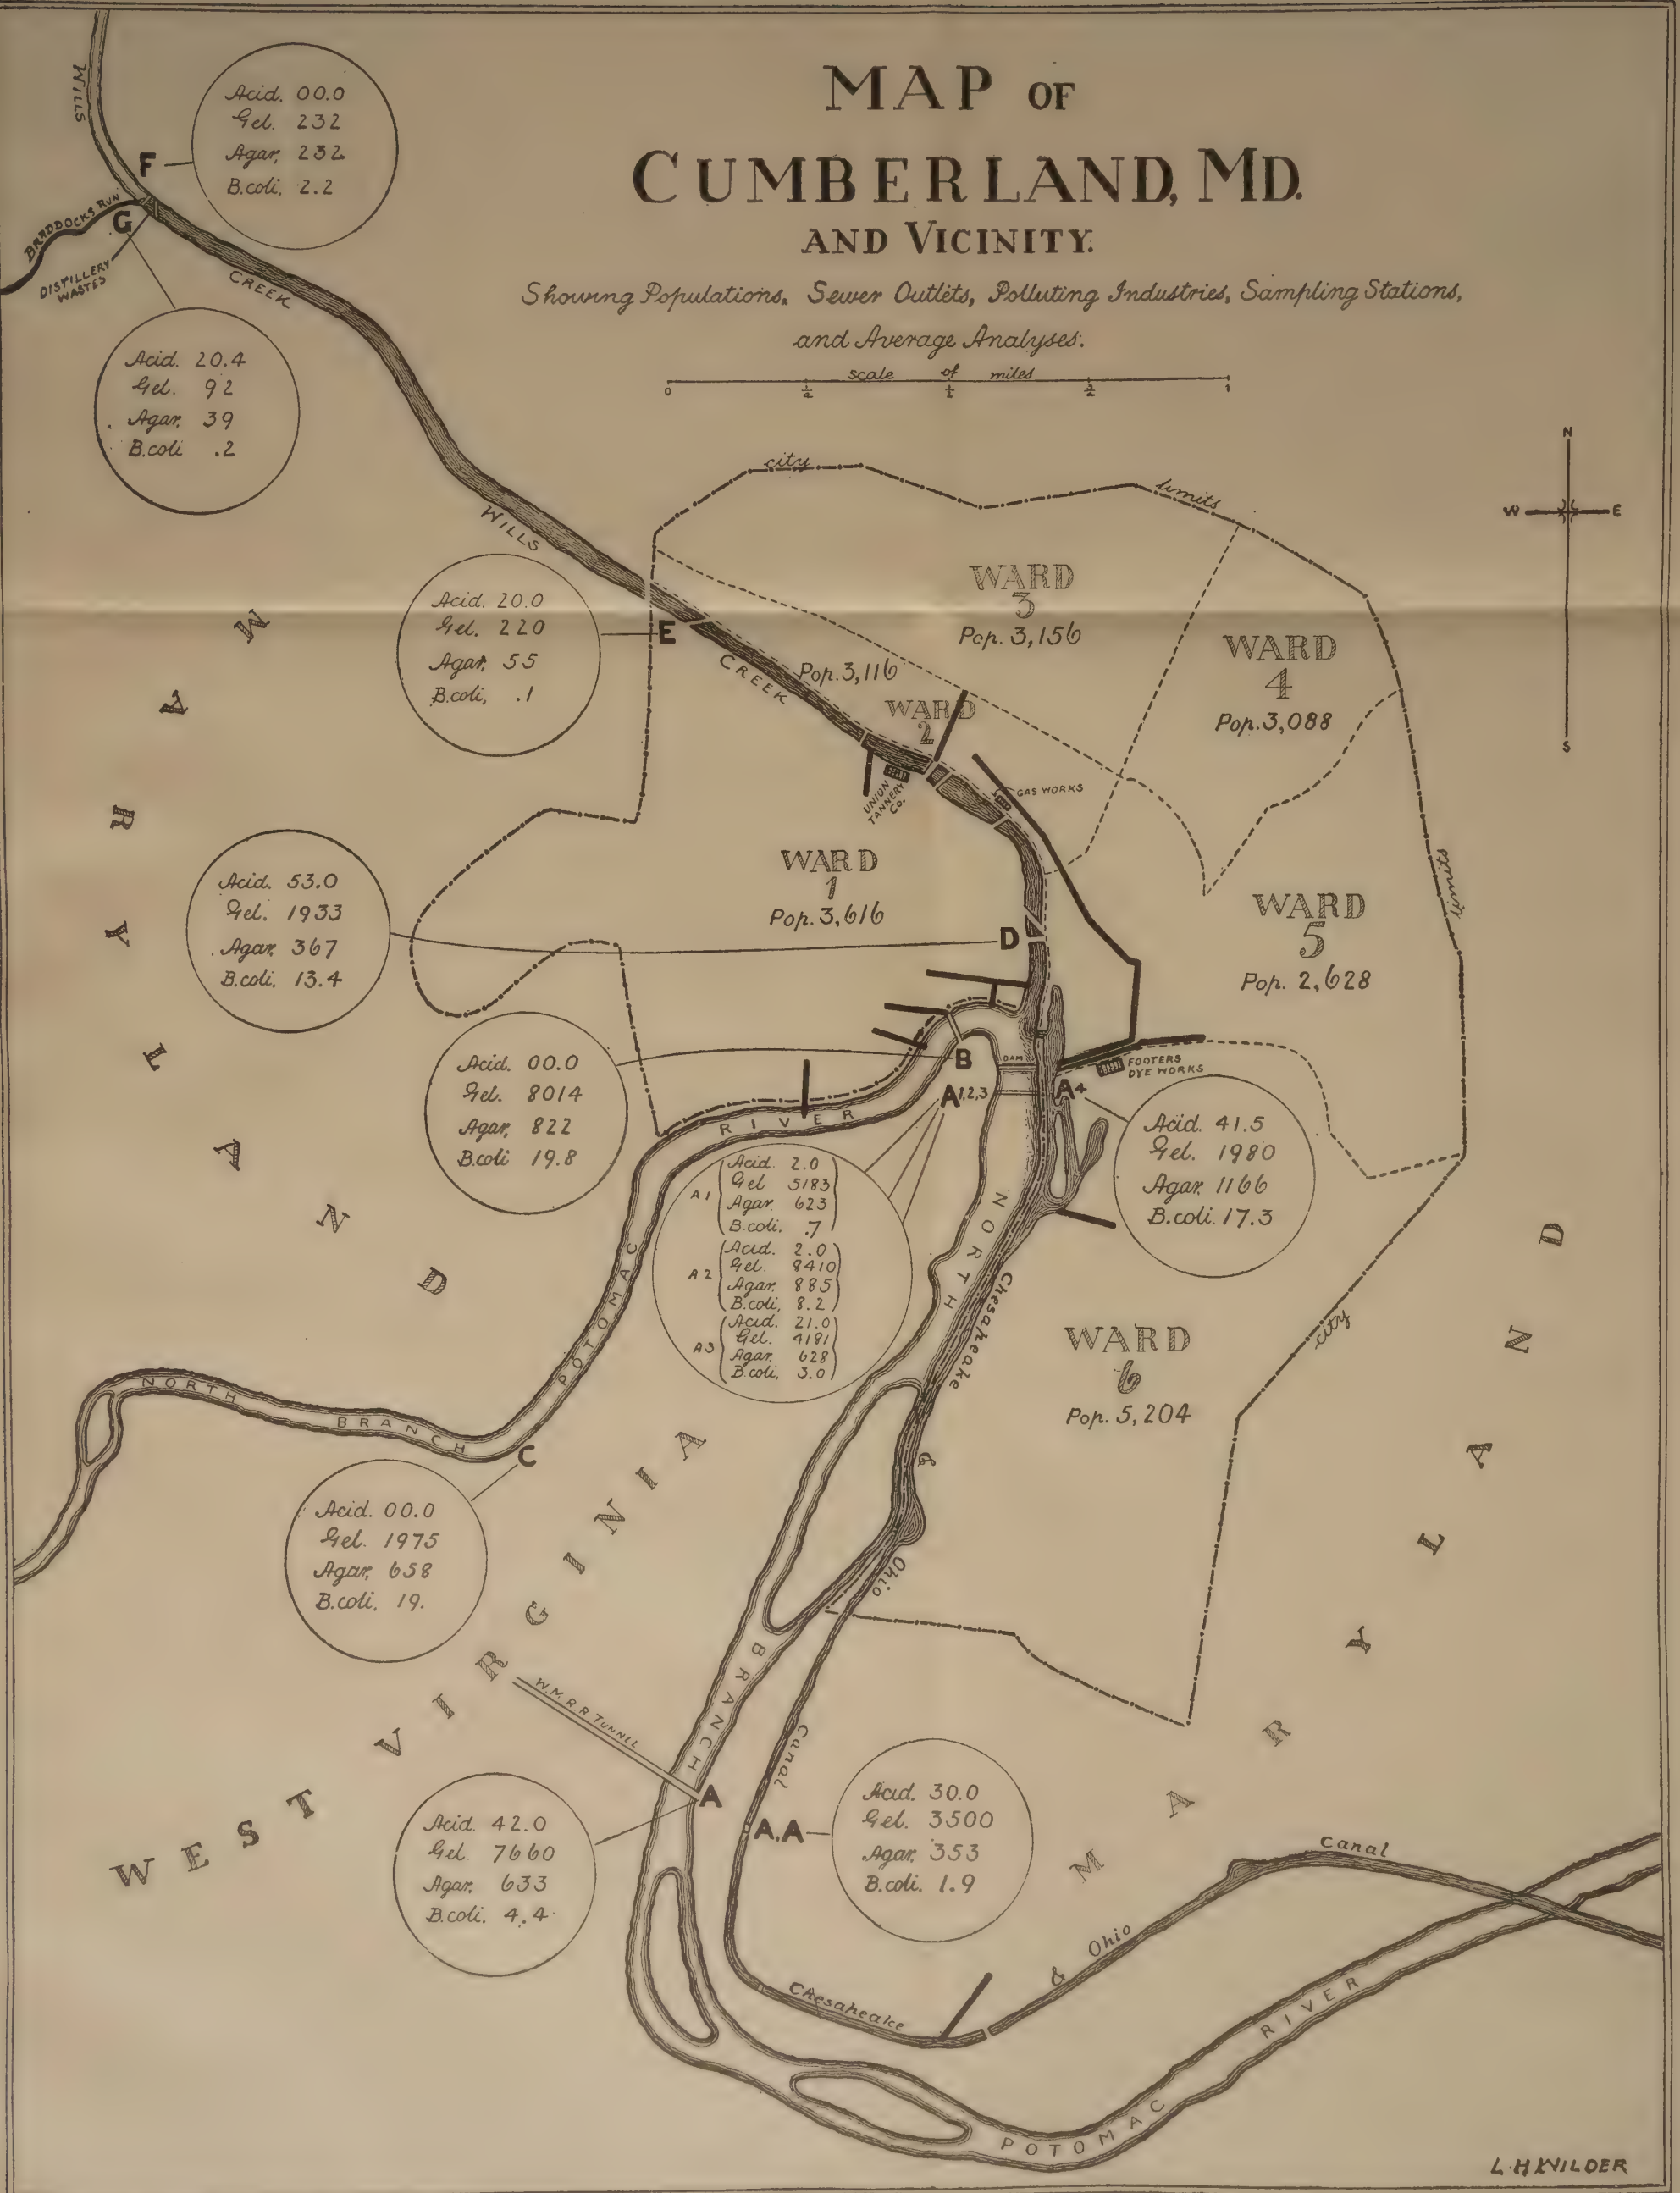 MAP OF
CUMBERLAND, MD.
AND VICINITY.
Showing Populations, Sewer Outlets, Polluting Industries, Sampling Stations,
and Average Analyses.
scale of miles
0 1/4 1/2 3/4 1
N
W E
S
WILLS
F
Acid. 00.0
Gel. 232
Agar, 232
B.coli, 2.2
BRADDOCKS RUN
G
DISTILLERY
WASTES
CREEK
Acid. 20.4
Gel. 92
Agar, 39
B.coli .2
WILLS
city
limits
Acid. 20.0
Gel. 220
Agar, 55
B.coli, .1
E
CREEK
WARD
3
Pop. 3,156
Pop. 3,116
WARD
2
WARD
4
Pop. 3,088
UNION
TANNERY
Co.
GAS WORKS
WARD
1
Pop. 3,616
WARD
5
Pop. 2,628
limits
Acid. 53.0
Gel. 1933
Agar, 367
B.coli, 13.4
D
Acid. 00.0
Gel. 8014
Agar, 822
B.coli 19.8
B
DAM
FOOTERS
DYE WORKS
A1,2,3
A4
Acid. 41.5
Gel. 1980
Agar. 1166
B.coli. 17.3
RIVER
A1
Acid. 2.0
Gel 5183
Agar. 623
B.coli. .7
A2
Acid. 2.0
Gel. 8410
Agar. 885
B.coli, 8.2
A3
Acid. 21.0
Gel. 4181
Agar. 628
B.coli, 3.0
POTOMAC
NORTH
Chesaheake
WARD
6
Pop. 5,204
city
MARYLAND
NORTH BRANCH
C
Acid. 00.0
Gel. 1975
Agar, 658
B.coli, 19.
&
Ohio
BRANCH
Canal
W.M.R.R TUNNEL
WEST VIRGINIA
A
Acid. 42.0
Gel. 7660
Agar, 633
B.coli. 4.4
A.A
Acid. 30.0
Gel. 3500
Agar, 353
B.coli. 1.9
MARYLAND
Chesaheake
& Ohio
Canal
POTOMAC RIVER
L.H.WILDER